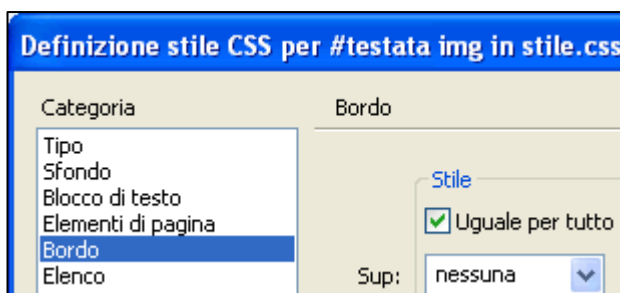 Definizione stile CSS per #testata img in stile.css
Categoria
Bordo
Tipo
Sfondo
Blocco di testo
Elementi di pagina
Bordo
Elenco
Stile
Uguale per tutto
Sup: nessuna